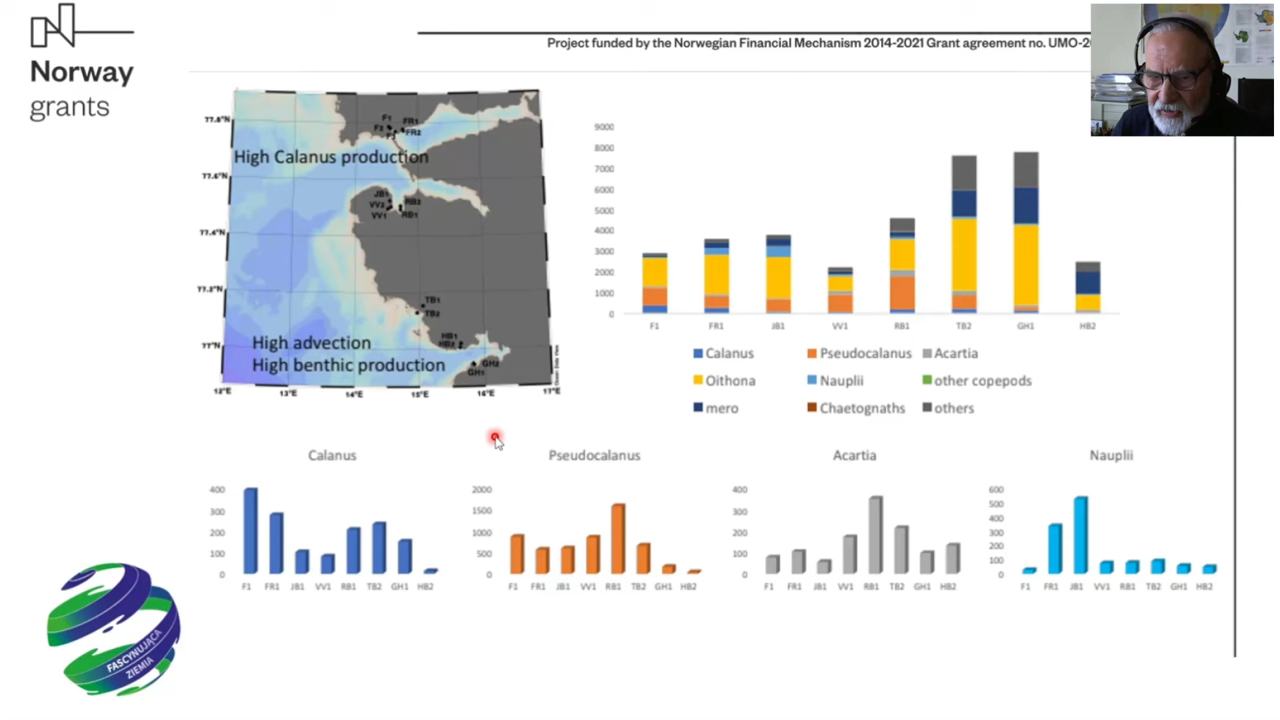 Norway
grants
Project funded by the Norwegian Financial Mechanism 2014-2021 Grant agreement no.
77.8°N
77.6°N
77.4°N
77.2°N
77°N
12°E
13°E
14°E
15°E
16°E
17°E
F1
F2
FR1
FR2
High Calanus production
JB1
VV2
VV1
RB2
RB1
TB1
TB2
HB1
HB2
GH2
GH1
High advection
High benthic production
9000
8000
7000
6000
5000
4000
3000
2000
1000
0
F1 FR1 JB1 VV1 RB1 TB2 GH1 HB2
Calanus Pseudocalanus Acartia
Oithona Nauplii other copepods
mero Chaetognaths others
Calanus
400
300
200
100
0
F1 FR1 JB1 VV1 RB1 TB2 GH1 HB2
Pseudocalanus
2000
1500
1000
500
0
F1 FR1 JB1 VV1 RB1 TB2 GH1 HB2
Acartia
400
300
200
100
0
F1 FR1 JB1 VV1 RB1 TB2 GH1 HB2
Nauplii
600
500
400
300
200
100
0
F1 FR1 JB1 VV1 RB1 TB2 GH1 HB2
FASCYNUJĄCA
ZIEMIA